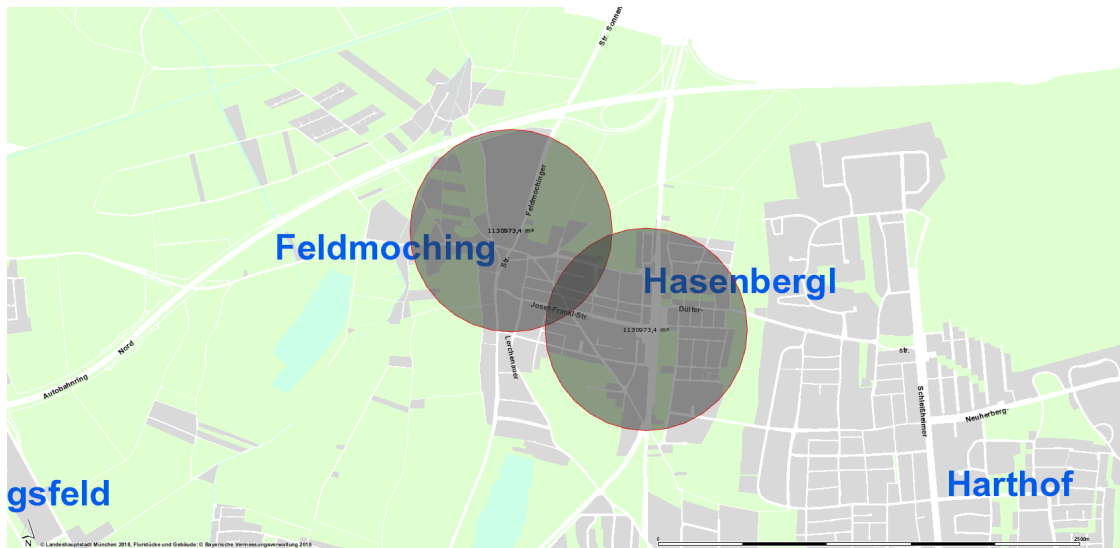 Str. Sonnen
Feldmochinger
1130973,4 m²
Feldmoching
Str.
Hasenbergl
Josef-Frankl-Str.
Dülfer-
1130973,4 m²
Nord
Lerchenauer
str.
Autobahnring
Schleißheimer
Neuherberg-
gsfeld
Harthof
N
© Landeshauptstadt München 2018, Flurstücke und Gebäude: © Bayerische Vermessungsverwaltung 2018
0
2500m